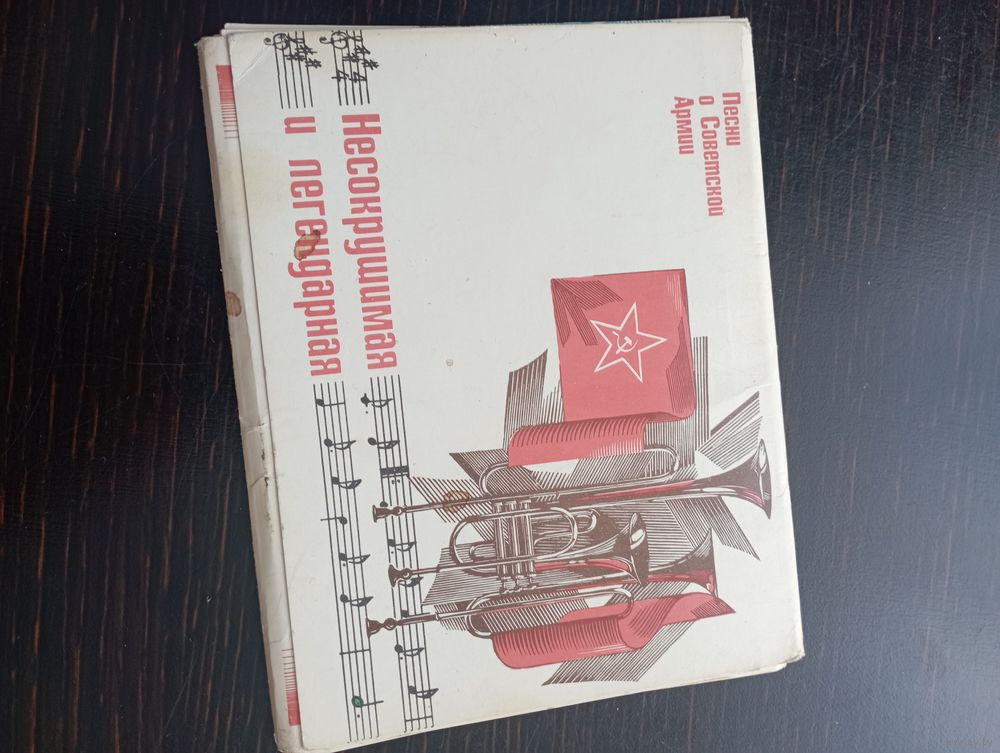 Песни
о Советской
Армии
Несокрушимая
и легендарная